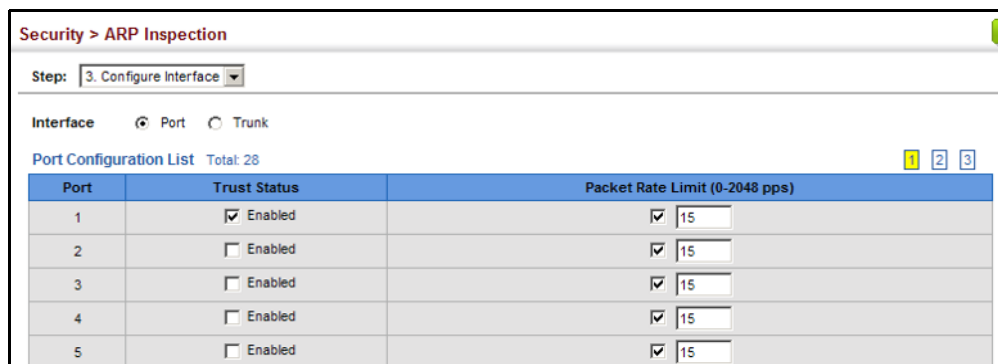 Security > ARP Inspection
Step: 3. Configure Interface
Interface Port Trunk
Port Configuration List Total: 28 1 2 3
Port Trust Status Packet Rate Limit (0-2048 pps)
1 Enabled 15
2 Enabled 15
3 Enabled 15
4 Enabled 15
5 Enabled 15